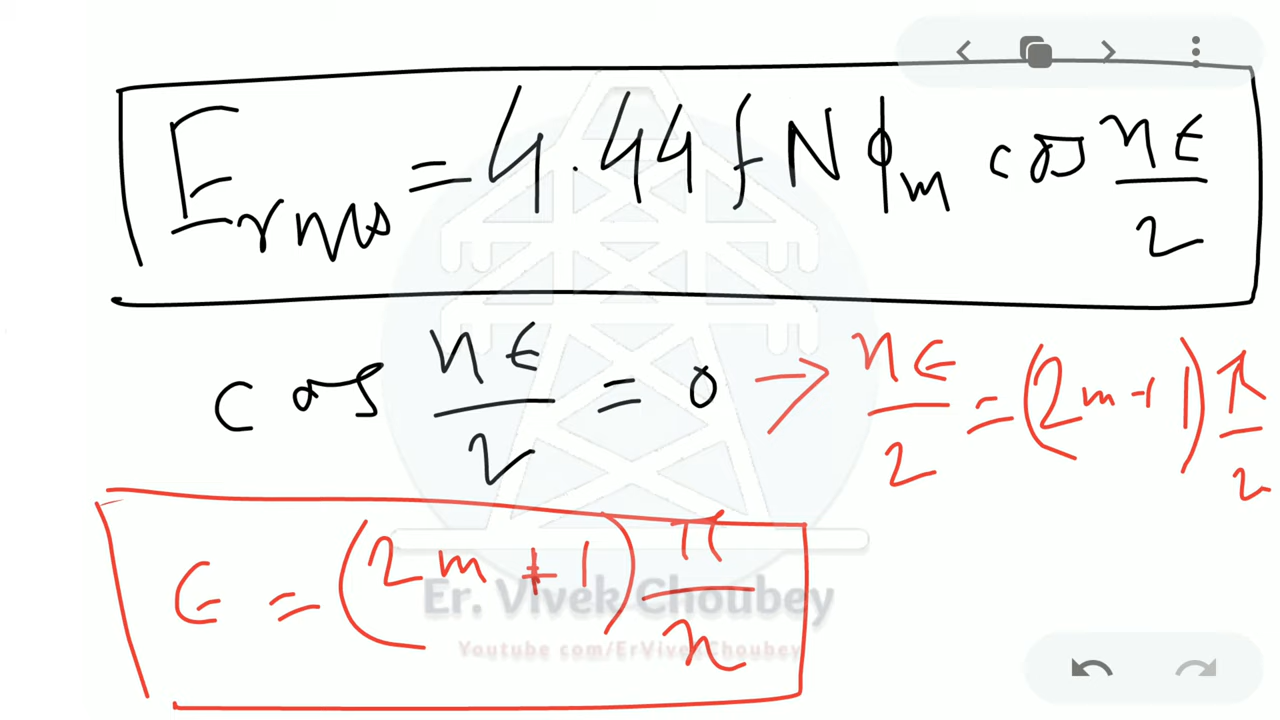 E_rms = 4.44 f N ϕ_m cos nϵ/2
cos nϵ/2 = 0 → nϵ/2 = (2m+1) π/2
ϵ = (2m+1) π/n
Er. Vivek Choubey
Youtube com/ErVivekChoubey